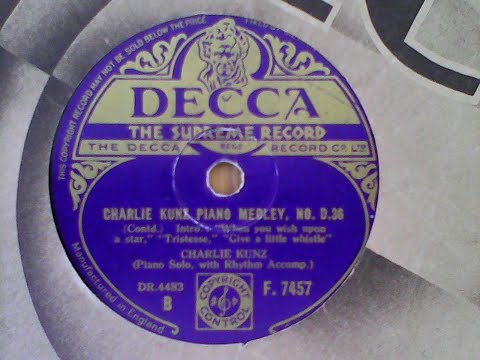 THIS COPYRIGHT RECORD MAY NOT BE SOLD BELOW THE PRICE
DECCA
THE SUPREME RECORD
THE DECCA REGD RECORD CO. LTD.
CHARLIE KUNZ PIANO MEDLEY, NO. D.36
(Contd.) Intro: "When you wish upon
a star," "Tristesse," "Give a little whistle"
CHARLIE KUNZ
(Piano Solo, with Rhythm Accomp.)
DR.4483
B
COPYRIGHT
CONTROL
F. 7457
Manufactured in England